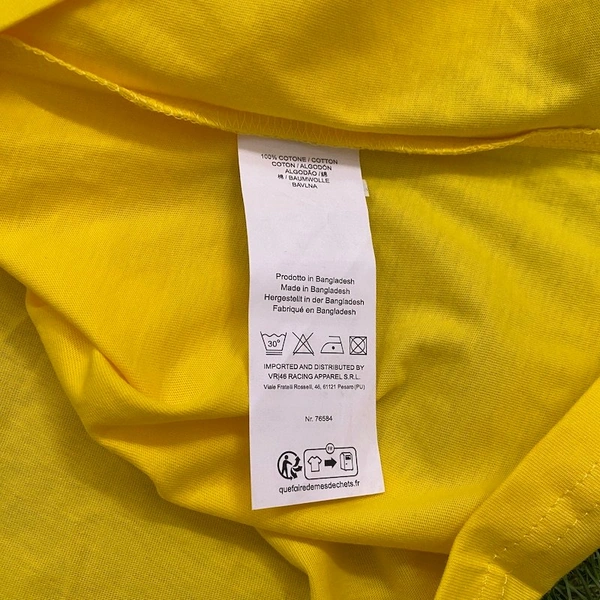 100% COTONE / COTTON
COTON / ALGODÓN
ALGODÃO / 綿
棉 / BAUMWOLLE
BAVLNA
Prodotto in Bangladesh
Made in Bangladesh
Hergestellt in der Bangladesh
Fabriqué en Bangladesh
30°
IMPORTED AND DISTRIBUTED BY
VR|46 RACING APPAREL S.R.L.
Viale Fratelli Rosselli, 46, 61121 Pesaro (PU)
Nr. 76584
FR
quefairedemesdechets.fr